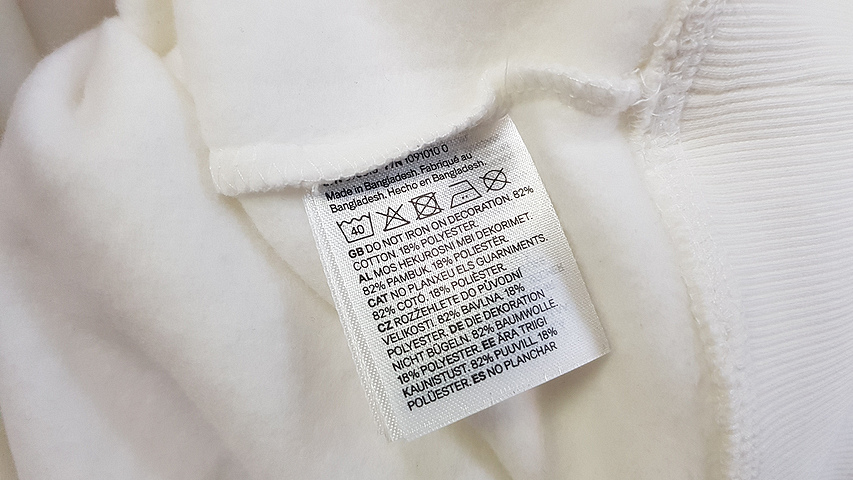 1091010 0
Made in Bangladesh. Fabriqué au
Bangladesh. Hecho en Bangladesh.
40
GB DO NOT IRON ON DECORATION. 82%
COTTON. 18% POLYESTER.
AL MOS HEKUROSNI MBI DEKORIMET.
82% PAMBUK. 18% POLIESTER.
CAT NO PLANXEU ELS GUARNIMENTS.
82% COTÓ. 18% POLIÈSTER.
CZ ROZŽEHLETE DO PŮVODNÍ
VELIKOSTI. 82% BAVLNA. 18%
POLYESTER. DE DIE DEKORATION
NICHT BÜGELN. 82% BAUMWOLLE.
18% POLYESTER. EE ÄRA TRIIGI
KAUNISTUST. 82% PUUVILL 18%
POLÜESTER. ES NO PLANCHAR